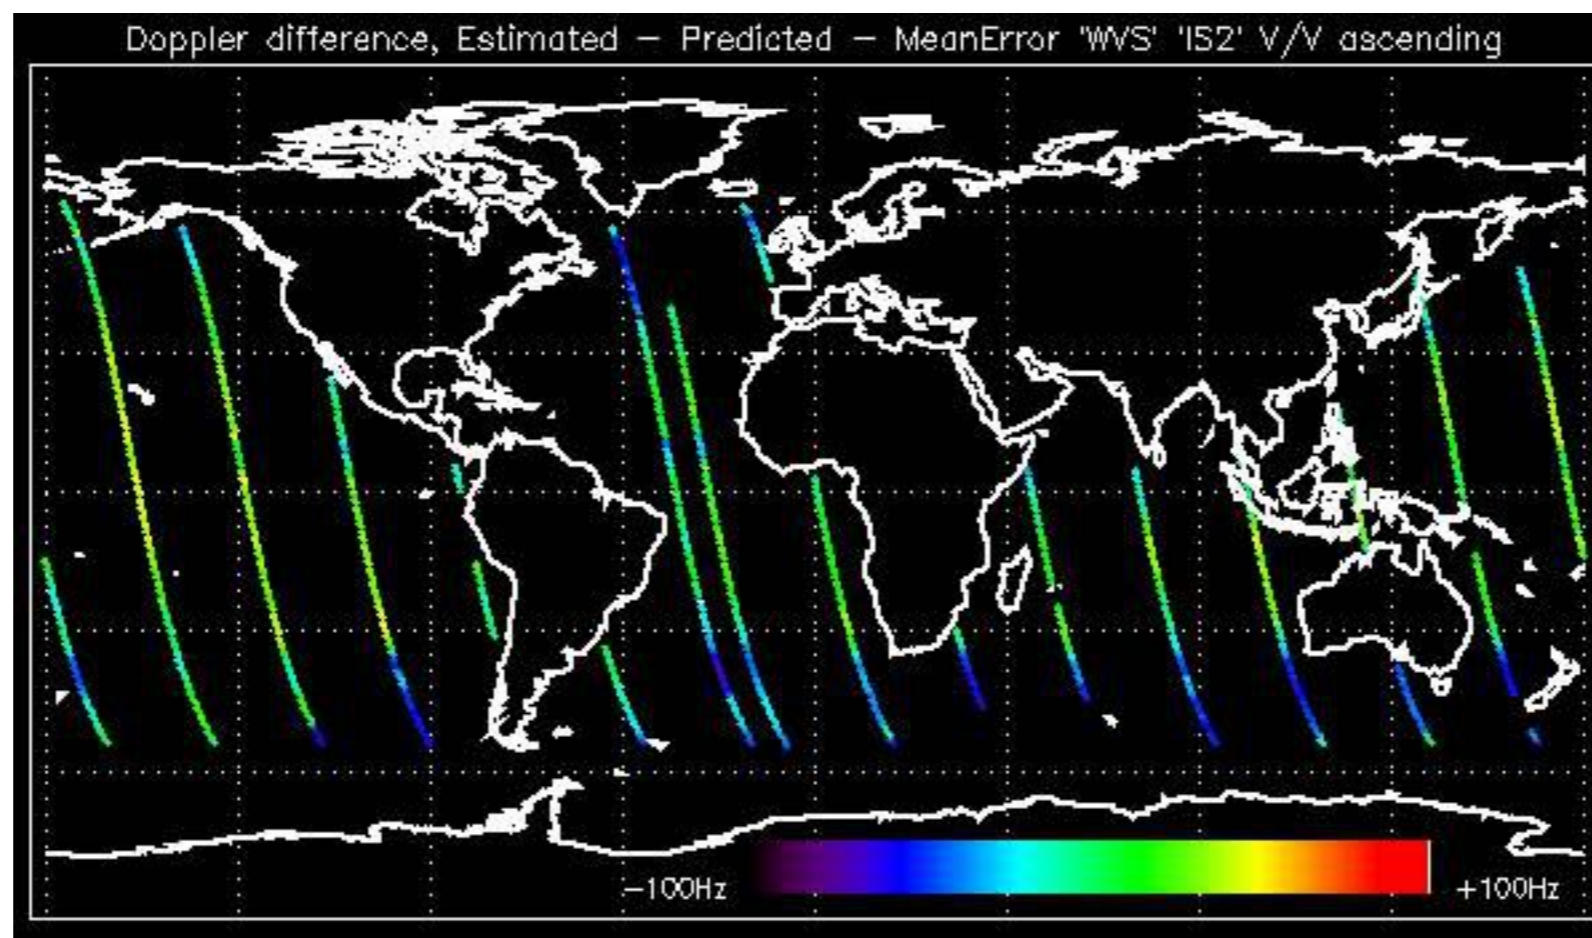 Doppler difference, Estimated – Predicted – MeanError 'WVS' 'IS2' V/V ascending
–100Hz +100Hz